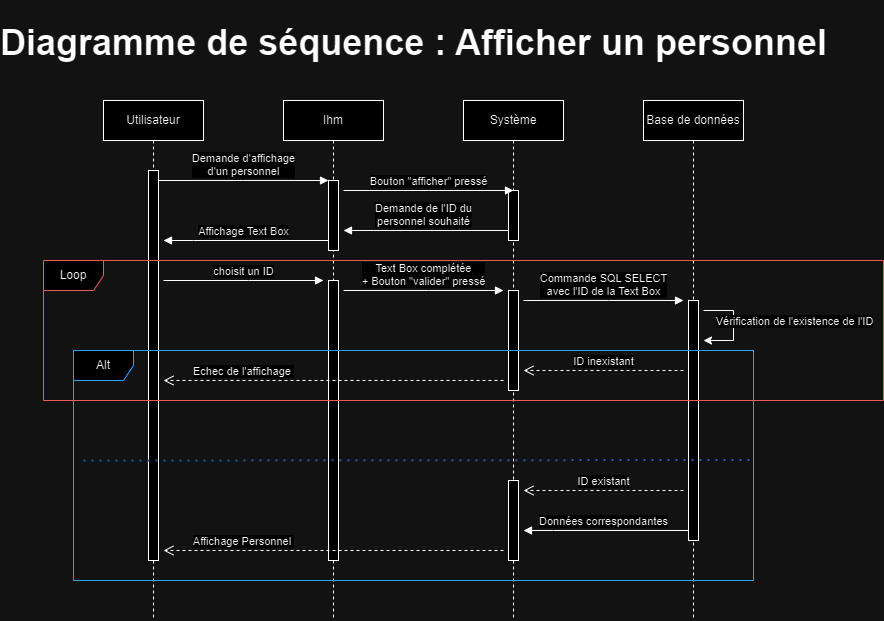 Diagramme de séquence : Afficher un personnel
Utilisateur
Ihm
Système
Base de données
Demande d'affichage
d'un personnel
Bouton "afficher" pressé
Demande de l'ID du
personnel souhaité
Affichage Text Box
Loop
choisit un ID
Text Box complétée
+ Bouton "valider" pressé
Commande SQL SELECT
avec l'ID de la Text Box
Vérification de l'existence de l'ID
Alt
ID inexistant
Echec de l'affichage
ID existant
Données correspondantes
Affichage Personnel